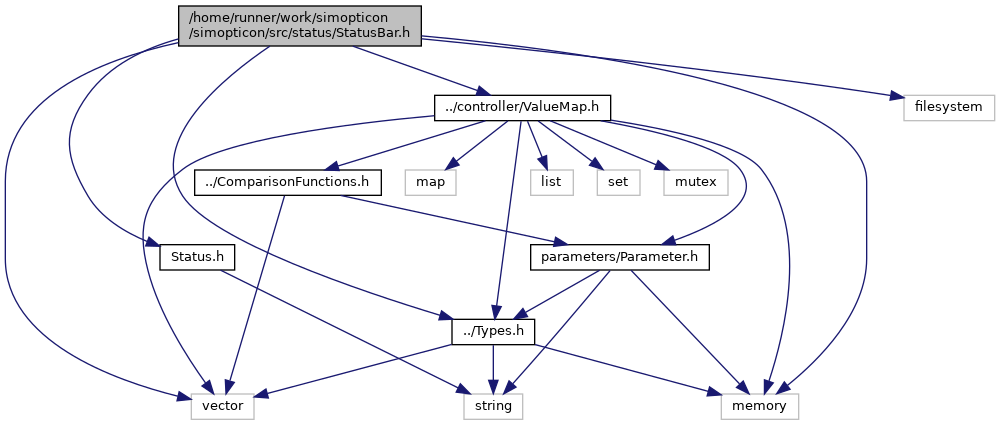 /home/runner/work/simopticon
/simopticon/src/status/StatusBar.h
../controller/ValueMap.h
filesystem
../ComparisonFunctions.h
map
list
set
mutex
Status.h
parameters/Parameter.h
../Types.h
vector
string
memory